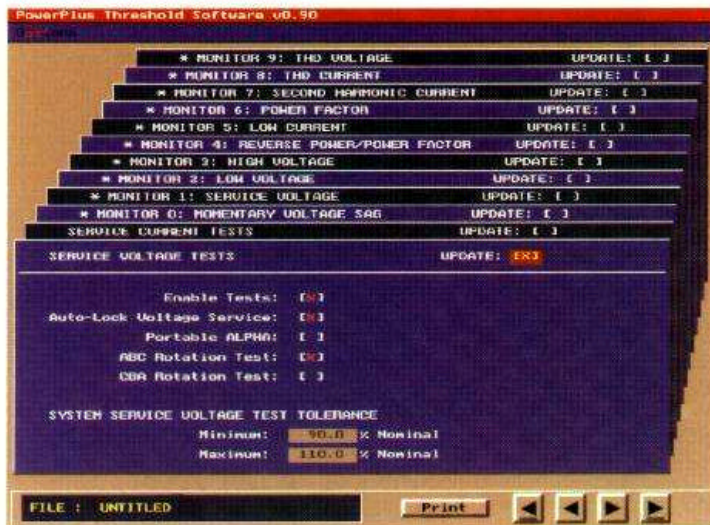 PowerPlus Threshold Software v0.90
* MONITOR 9: THD VOLTAGE UPDATE: [ ]
* MONITOR 8: THD CURRENT UPDATE: [ ]
* MONITOR 7: SECOND HARMONIC CURRENT UPDATE: [ ]
* MONITOR 6: POWER FACTOR UPDATE: [ ]
* MONITOR 5: LOW CURRENT UPDATE: [ ]
* MONITOR 4: REVERSE POWER/POWER FACTOR UPDATE: [ ]
* MONITOR 3: HIGH VOLTAGE UPDATE: [ ]
* MONITOR 2: LOW VOLTAGE UPDATE: [ ]
* MONITOR 1: SERVICE VOLTAGE UPDATE: [ ]
* MONITOR 0: MOMENTARY VOLTAGE SAG UPDATE: [ ]
SERVICE CURRENT TESTS UPDATE: [ ]
SERVICE VOLTAGE TESTS UPDATE: [X]
Enable Tests: [X]
Auto-Lock Voltage Service: [X]
Portable ALPHA: [ ]
ABC Rotation Test: [X]
CBA Rotation Test: [ ]
SYSTEM SERVICE VOLTAGE TEST TOLERANCE
Minimum: 90.0 % Nominal
Maximum: 110.0 % Nominal
FILE : UNTITLED Print